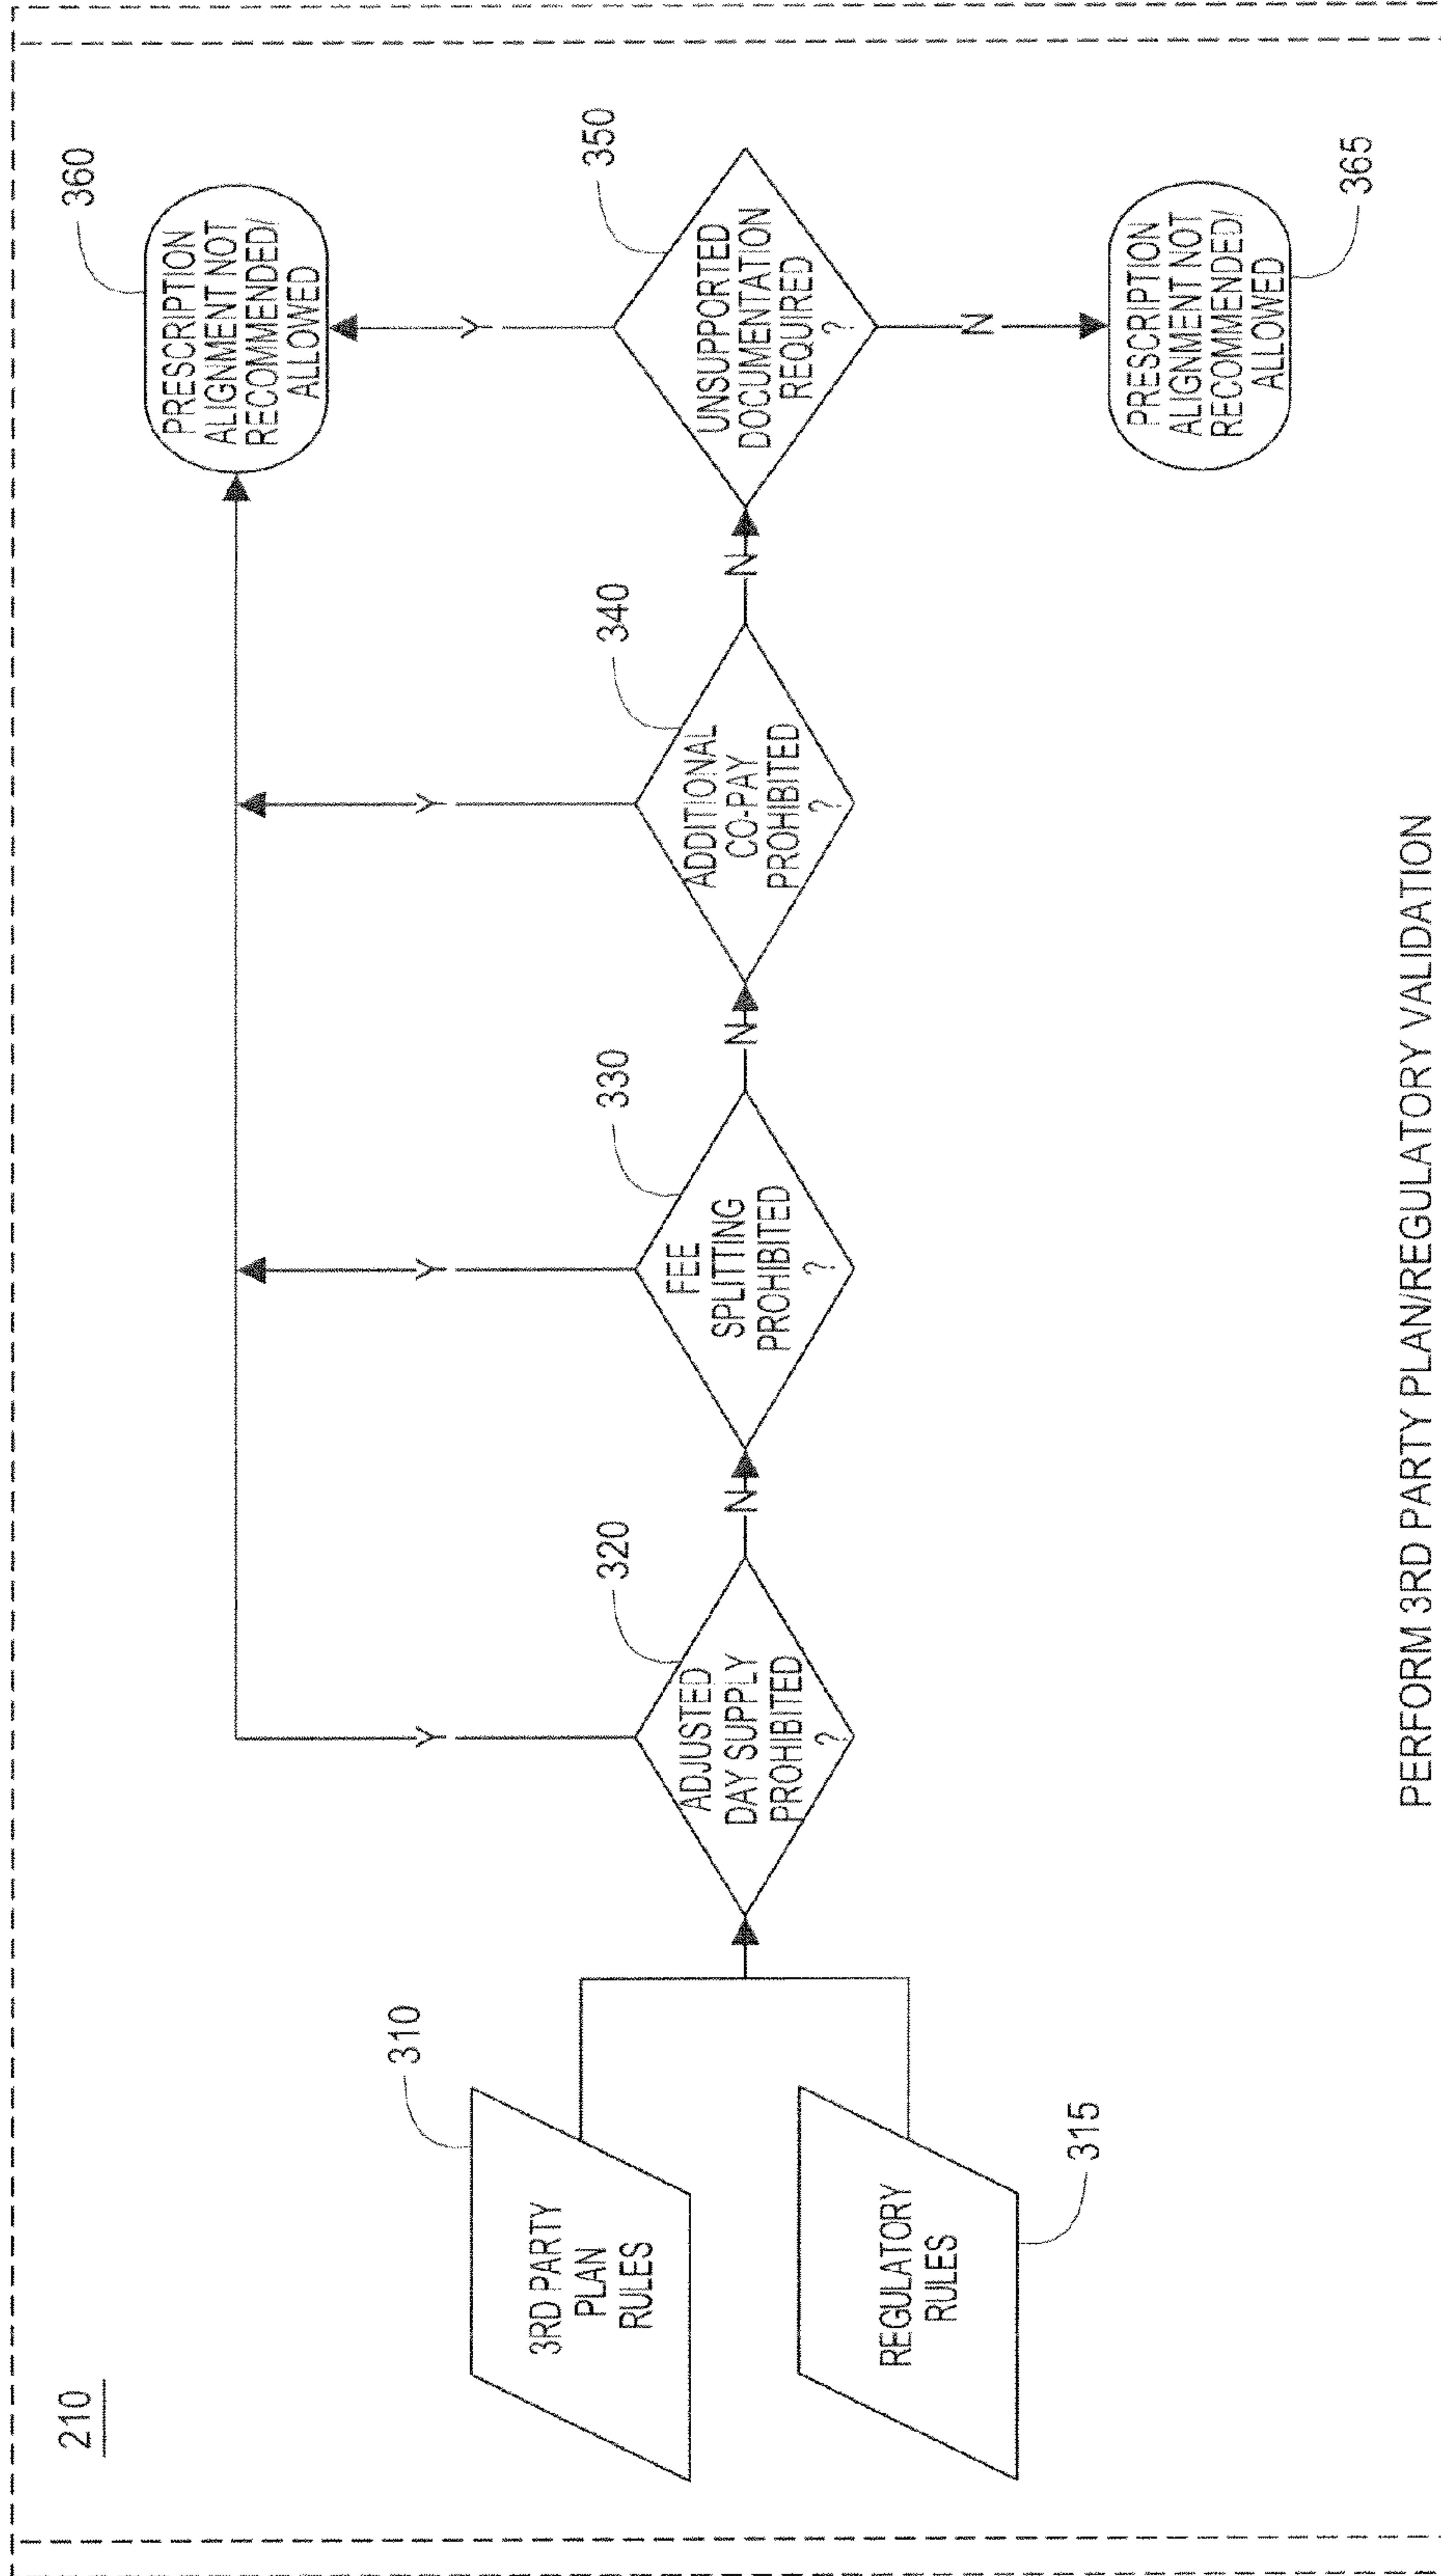 210
3RD PARTY
PLAN
RULES
310
REGULATORY
RULES
315
ADJUSTED
DAY SUPPLY
PROHIBITED
?
320
Y
N
FEE
SPLITTING
PROHIBITED
?
330
Y
N
ADDITIONAL
CO-PAY
PROHIBITED
?
340
Y
N
UNSUPPORTED
DOCUMENTATION
REQUIRED
?
350
Y
N
PRESCRIPTION
ALIGNMENT NOT
RECOMMENDED/
ALLOWED
360
PRESCRIPTION
ALIGNMENT NOT
RECOMMENDED/
ALLOWED
365
PERFORM 3RD PARTY PLAN/REGULATORY VALIDATION